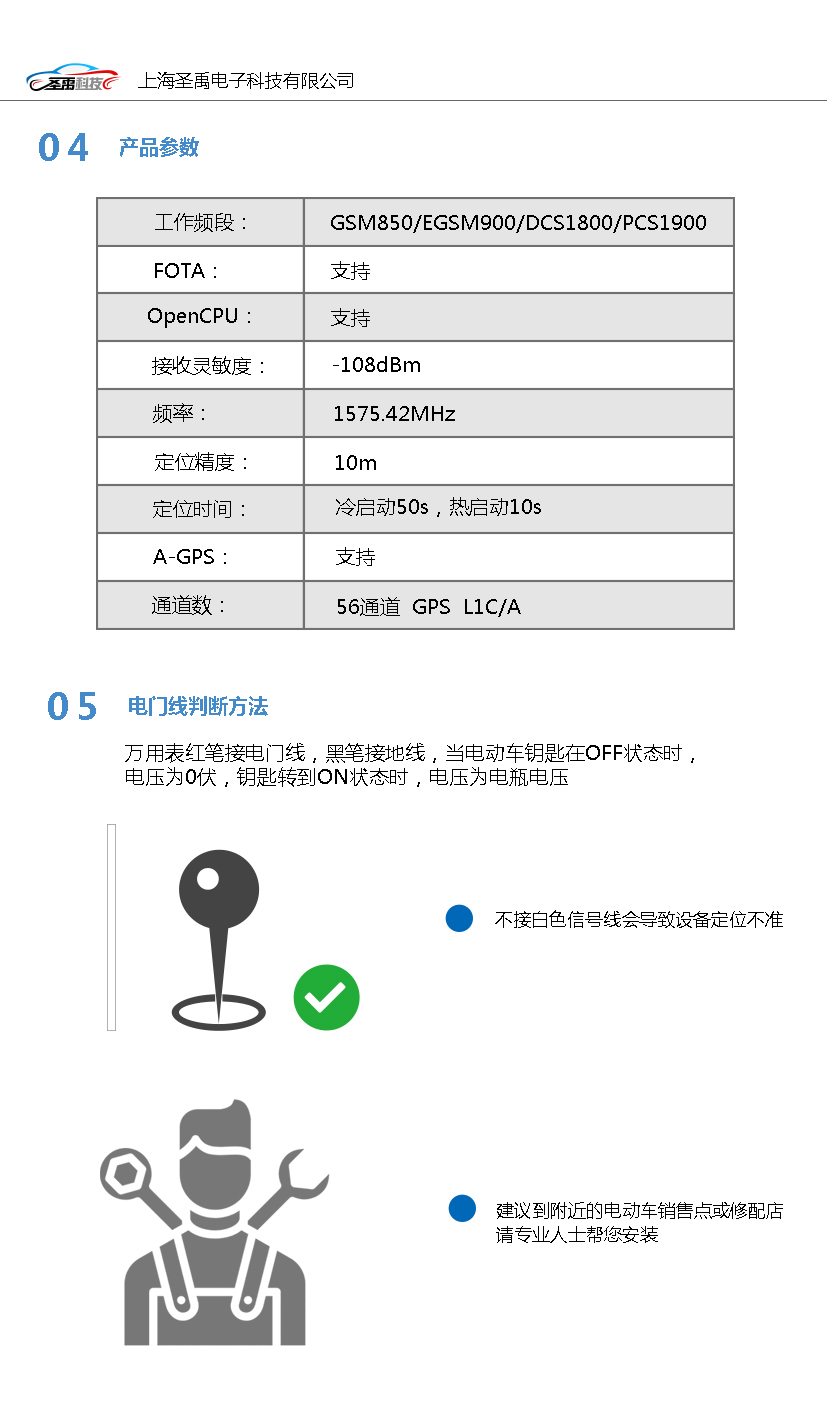 圣禹科技
上海圣禹电子科技有限公司
04 产品参数
工作频段： GSM850/EGSM900/DCS1800/PCS1900
FOTA： 支持
OpenCPU： 支持
接收灵敏度： -108dBm
频率： 1575.42MHz
定位精度： 10m
定位时间： 冷启动50s，热启动10s
A-GPS： 支持
通道数： 56通道 GPS L1C/A
05 电门线判断方法
万用表红笔接电门线，黑笔接地线，当电动车钥匙在OFF状态时，
电压为0伏，钥匙转到ON状态时，电压为电瓶电压
不接白色信号线会导致设备定位不准
建议到附近的电动车销售点或修配店
请专业人士帮您安装